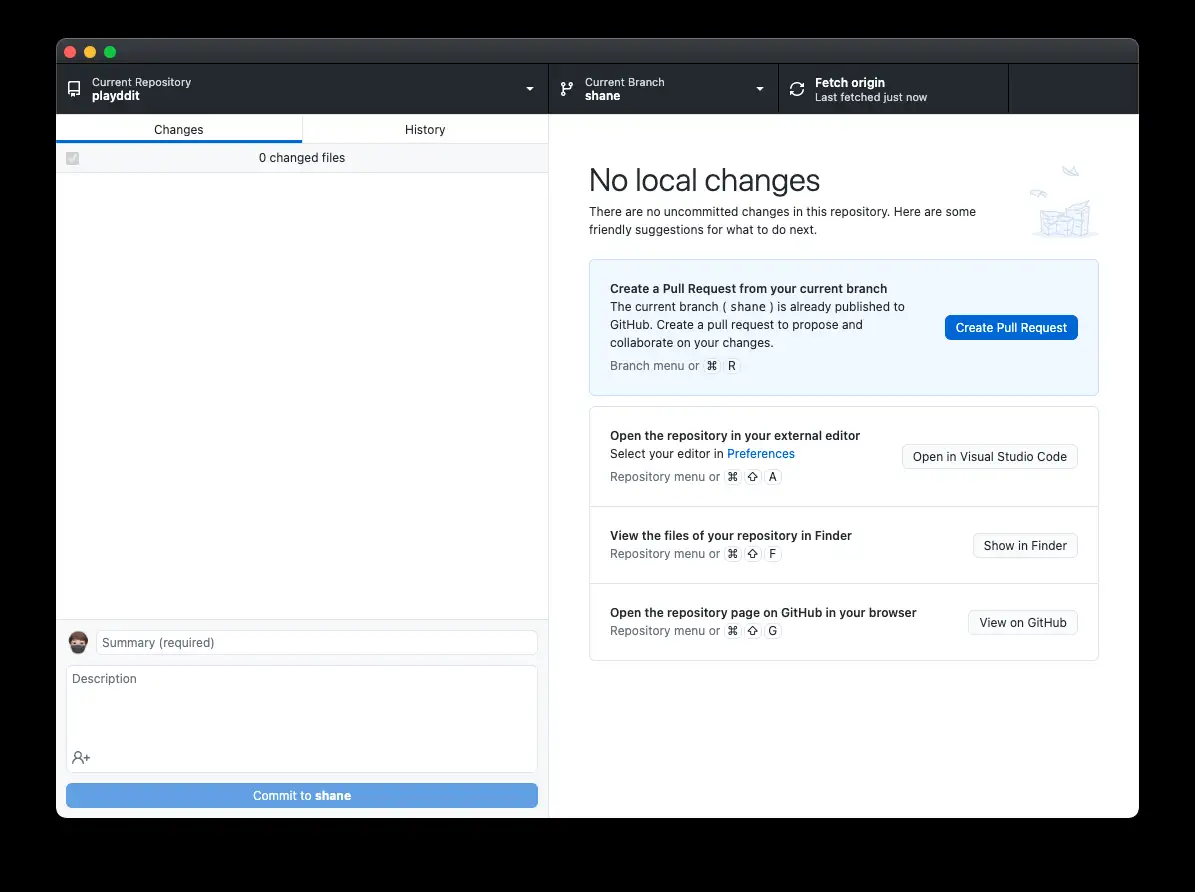 Current Repository
playddit
Current Branch
shane
Fetch origin
Last fetched just now
Changes
History
0 changed files
No local changes
There are no uncommitted changes in this repository. Here are some
friendly suggestions for what to do next.
Create a Pull Request from your current branch
The current branch ( shane ) is already published to
GitHub. Create a pull request to propose and
collaborate on your changes.
Branch menu or ⌘ R
Create Pull Request
Open the repository in your external editor
Select your editor in Preferences
Repository menu or ⌘ ⇧ A
Open in Visual Studio Code
View the files of your repository in Finder
Repository menu or ⌘ ⇧ F
Show in Finder
Open the repository page on GitHub in your browser
Repository menu or ⌘ ⇧ G
View on GitHub
Summary (required)
Description
Commit to shane